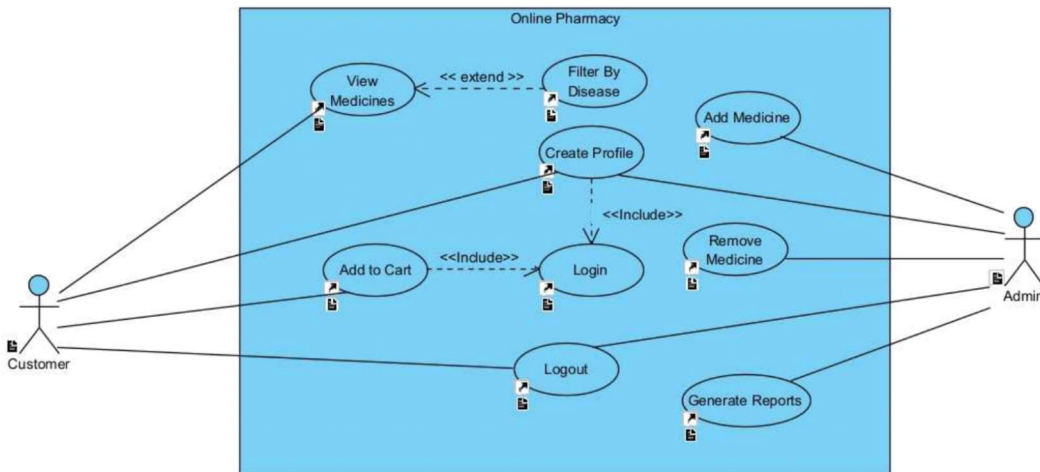 Online Pharmacy
View
Medicines
<< extend >>
Filter By
Disease
Add Medicine
Create Profile
<<Include>>
Add to Cart
<<Include>>
Login
Remove
Medicine
Customer
Admin
Logout
Generate Reports